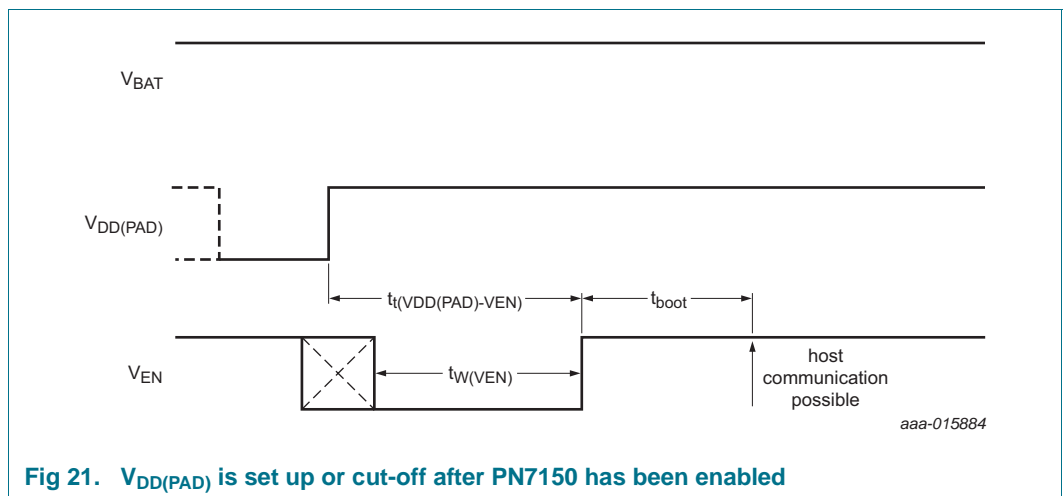 VBAT
VDD(PAD)
tt(VDD(PAD)-VEN)
tboot
VEN
tW(VEN)
host
communication
possible
aaa-015884
Fig 21. VDD(PAD) is set up or cut-off after PN7150 has been enabled